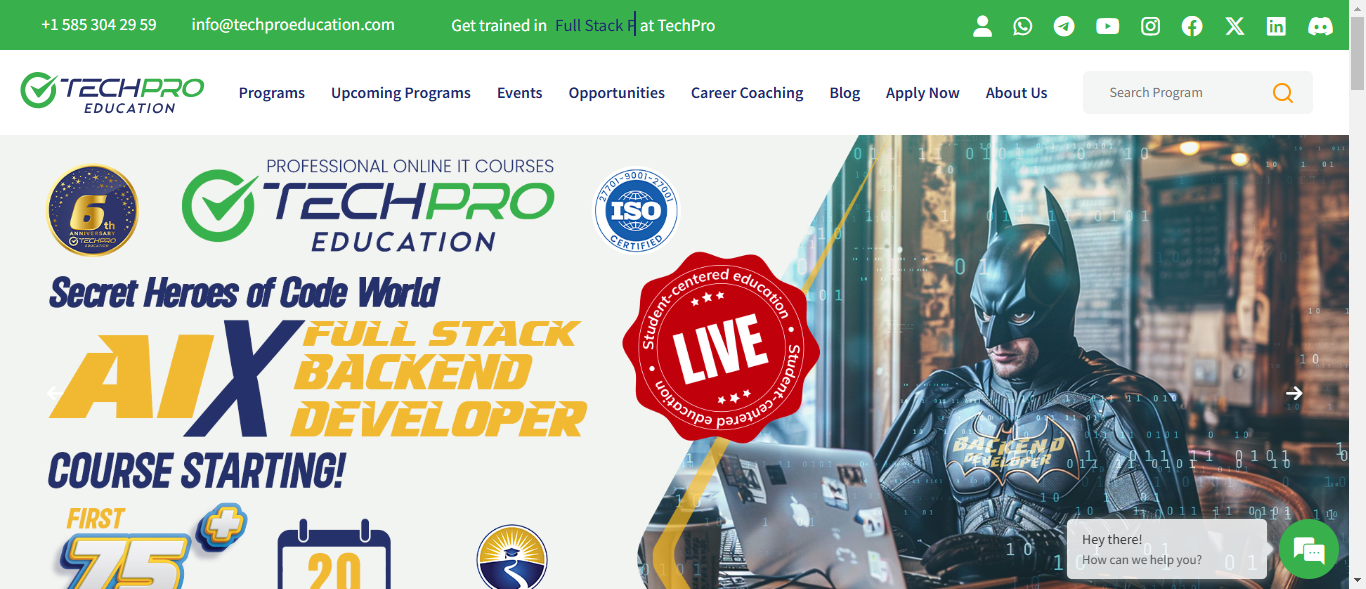 +1 585 304 29 59
info@techproeducation.com
Get trained in Full Stack F at TechPro
TECHPRO
EDUCATION
Programs
Upcoming Programs
Events
Opportunities
Career Coaching
Blog
Apply Now
About Us
Search Program
6th
ANNIVERSARY
TECHPRO
EDUCATION
PROFESSIONAL ONLINE IT COURSES
TECHPRO
EDUCATION
27701-9001-27001
ISO
CERTIFIED
Secret Heroes of Code World
AIX
FULL STACK
BACKEND
DEVELOPER
Student-centered education
LIVE
Student-centered education
COURSE STARTING!
FIRST
75+
20
BACKEND
DEVELOPER
Hey there!
How can we help you?